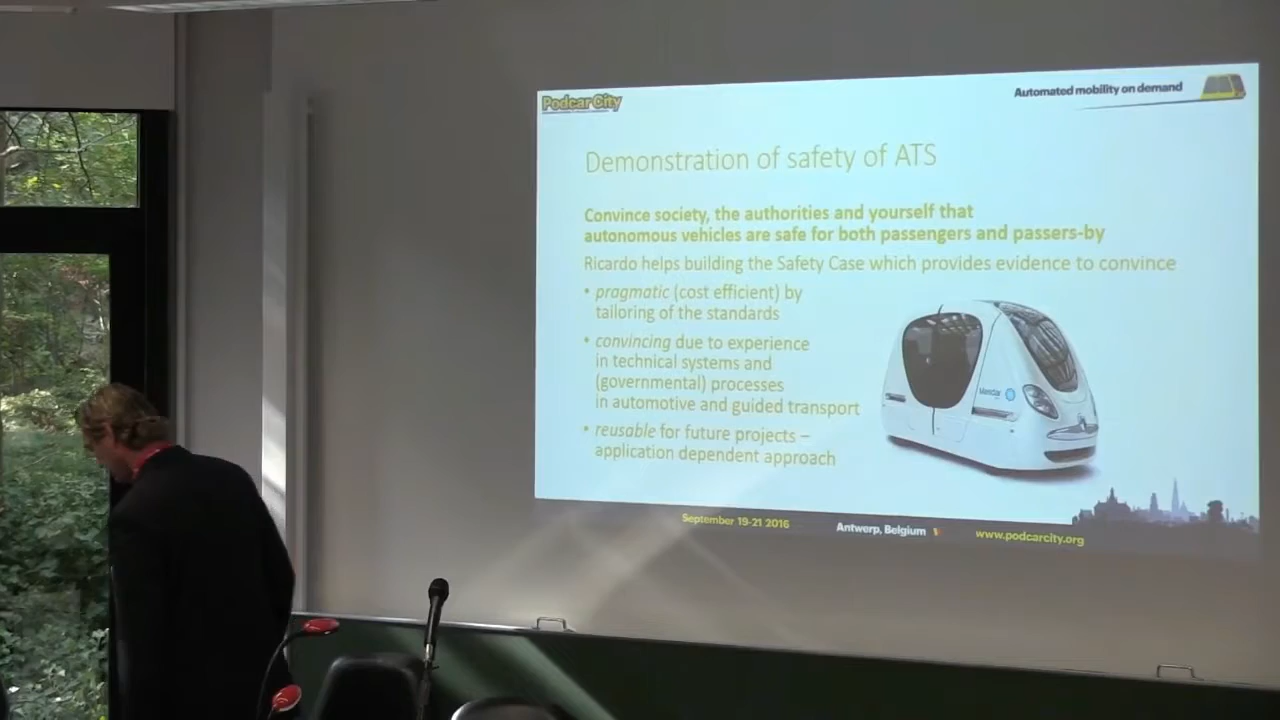 Podcar City
Automated mobility on demand
Demonstration of safety of ATS
Convince society, the authorities and yourself that
autonomous vehicles are safe for both passengers and passers-by
Ricardo helps building the Safety Case which provides evidence to convince
• pragmatic (cost efficient) by
tailoring of the standards
• convincing due to experience
in technical systems and
(governmental) processes
in automotive and guided transport
• reusable for future projects –
application dependent approach
September 19-21 2016
Antwerp, Belgium
www.podcarcity.org